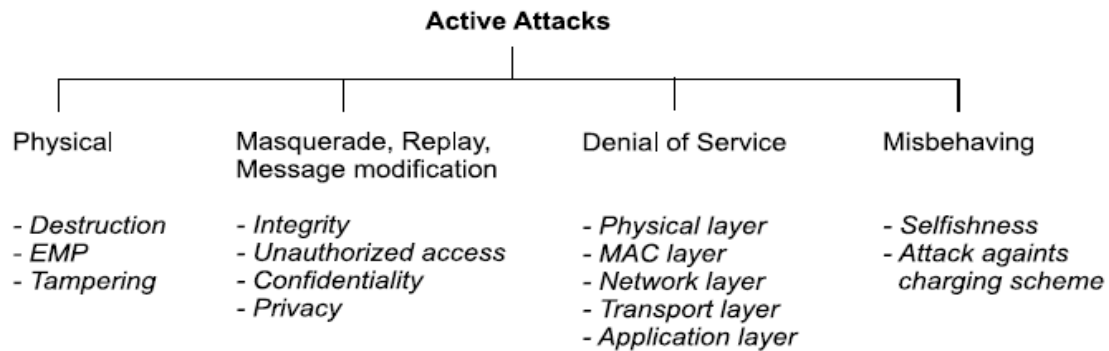 Active Attacks
Physical
Masquerade, Replay,
Message modification
Denial of Service
Misbehaving
- Destruction
- EMP
- Tampering
- Integrity
- Unauthorized access
- Confidentiality
- Privacy
- Physical layer
- MAC layer
- Network layer
- Transport layer
- Application layer
- Selfishness
- Attack againts
charging scheme